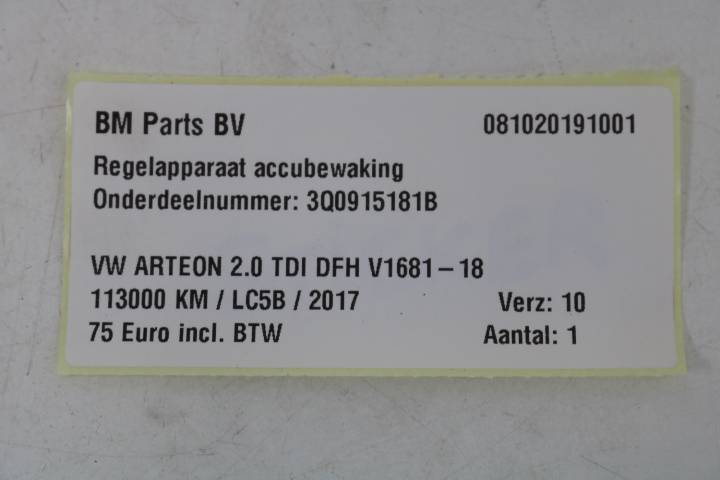 BM Parts BV 081020191001
Regelapparaat accubewaking
Onderdeelnummer: 3Q0915181B
VW ARTEON 2.0 TDI DFH V1681-18
113000 KM / LC5B / 2017 Verz: 10
75 Euro incl. BTW Aantal: 1